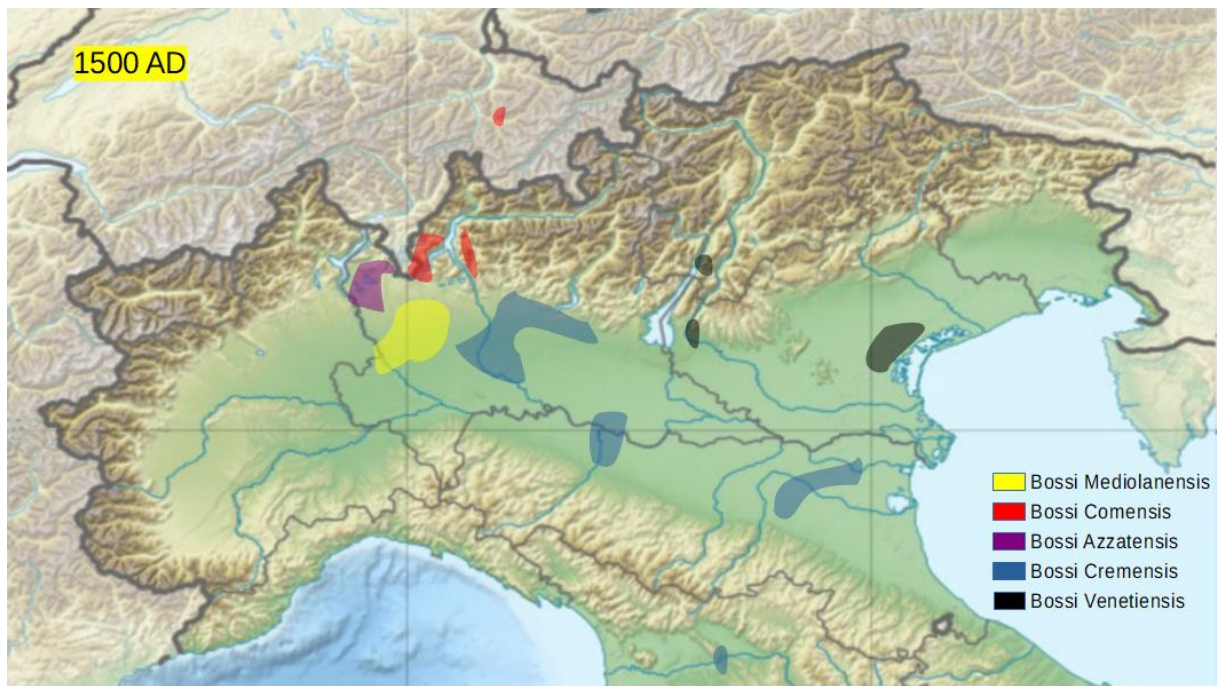 1500 AD
Bossi Mediolanensis
Bossi Comensis
Bossi Azzatensis
Bossi Cremensis
Bossi Venetiensis